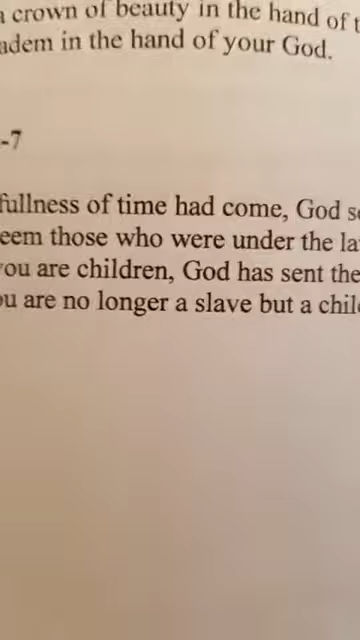 a crown of beauty in the hand of
adem in the hand of your God.
-7
fullness of time had come, God
eem those who were under the
you are children, God has sent the
ou are no longer a slave but a